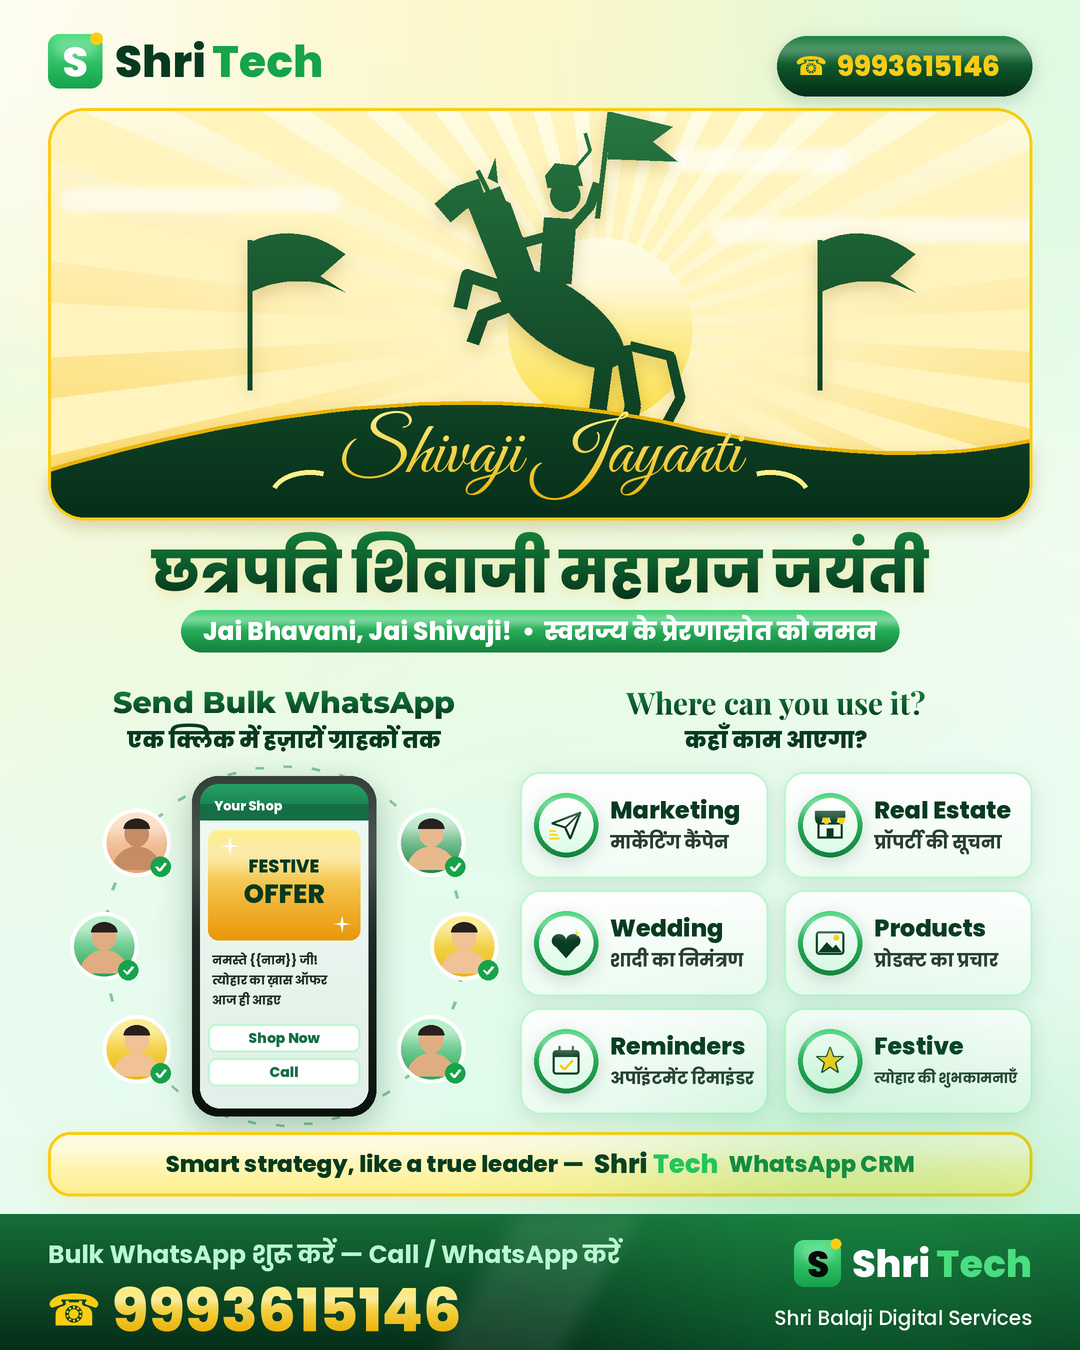 S Shri Tech
☎ 9993615146
Shivaji Jayanti
छत्रपति शिवाजी महाराज जयंती
Jai Bhavani, Jai Shivaji! • स्वराज्य के प्रेरणास्रोत को नमन
Send Bulk WhatsApp
एक क्लिक में हज़ारों ग्राहकों तक
Your Shop
FESTIVE
OFFER
नमस्ते {{नाम}} जी!
त्योहार का ख़ास ऑफर
आज ही आइए
Shop Now
Call
Where can you use it?
कहाँ काम आएगा?
Marketing
मार्केटिंग कैंपेन
Real Estate
प्रॉपर्टी की सूचना
Wedding
शादी का निमंत्रण
Products
प्रोडक्ट का प्रचार
Reminders
अपॉइंटमेंट रिमाइंडर
Festive
त्योहार की शुभकामनाएँ
Smart strategy, like a true leader — Shri Tech WhatsApp CRM
Bulk WhatsApp शुरू करें — Call / WhatsApp करें
☎ 9993615146
S Shri Tech
Shri Balaji Digital Services